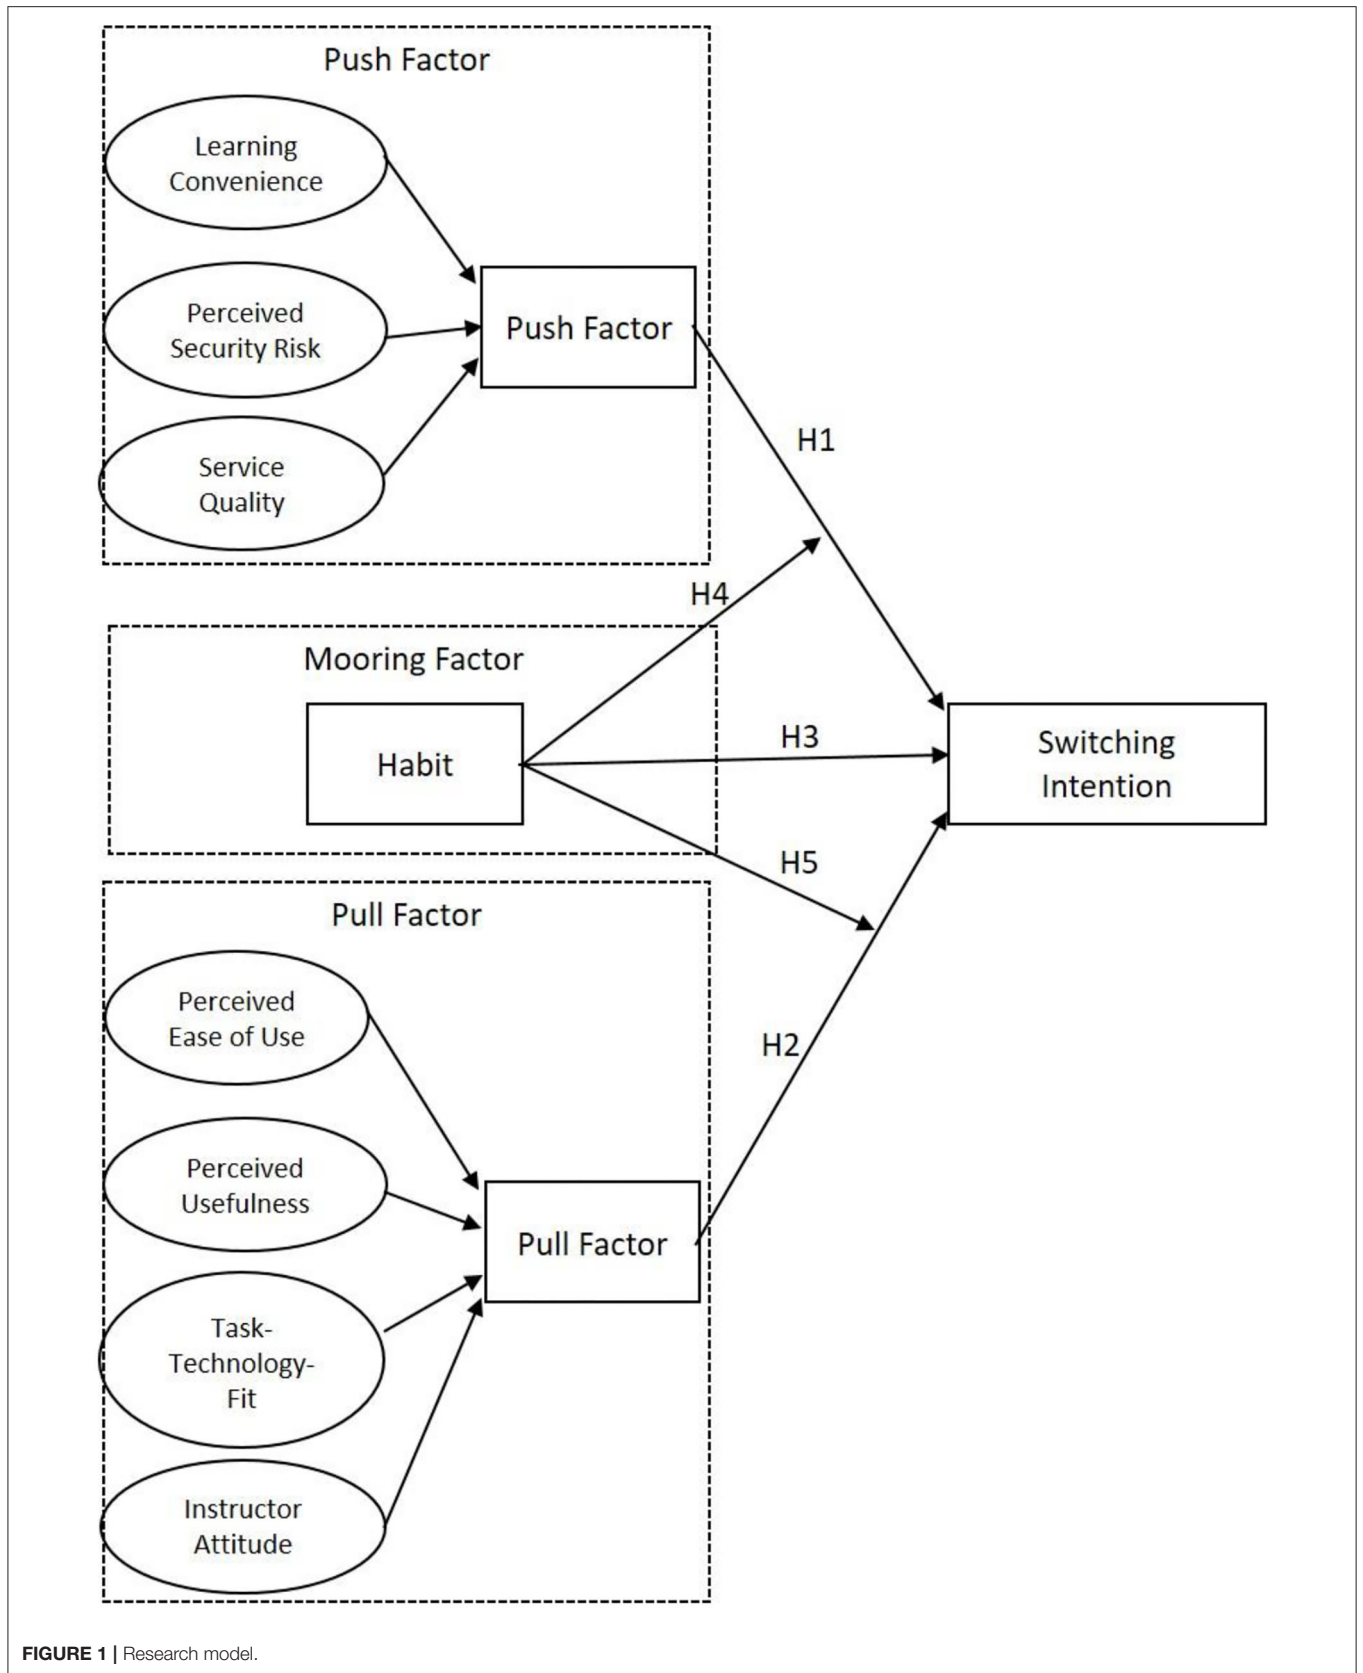 Push Factor
Learning
Convenience
Perceived
Security Risk
Push Factor
Service
Quality
H1
H4
Mooring Factor
Habit
H3
Switching
Intention
H5
Pull Factor
Perceived
Ease of Use
H2
Perceived
Usefulness
Pull Factor
Task-
Technology-
Fit
Instructor
Attitude
FIGURE 1 | Research model.